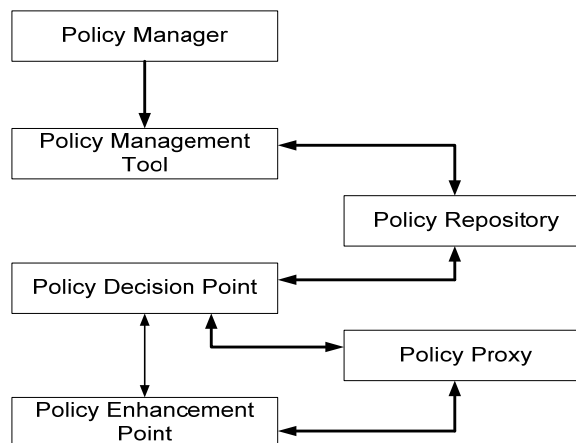 Policy Manager
Policy Management
Tool
Policy Repository
Policy Decision Point
Policy Proxy
Policy Enhancement
Point